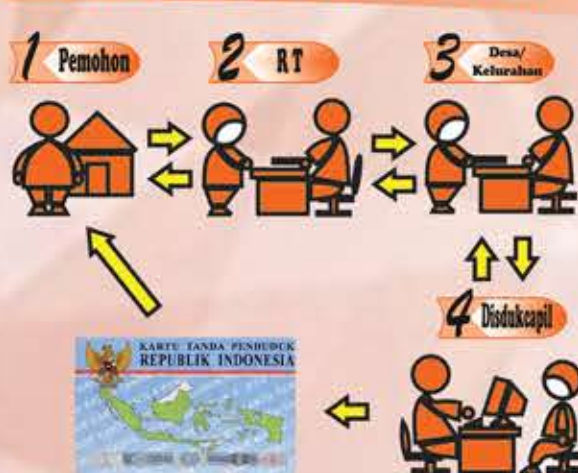 1 Pemohon
2 RT
3 Desa/
Kelurahan
4 Disdukcapil
KARTU TANDA PENDUDUK
REPUBLIK INDONESIA